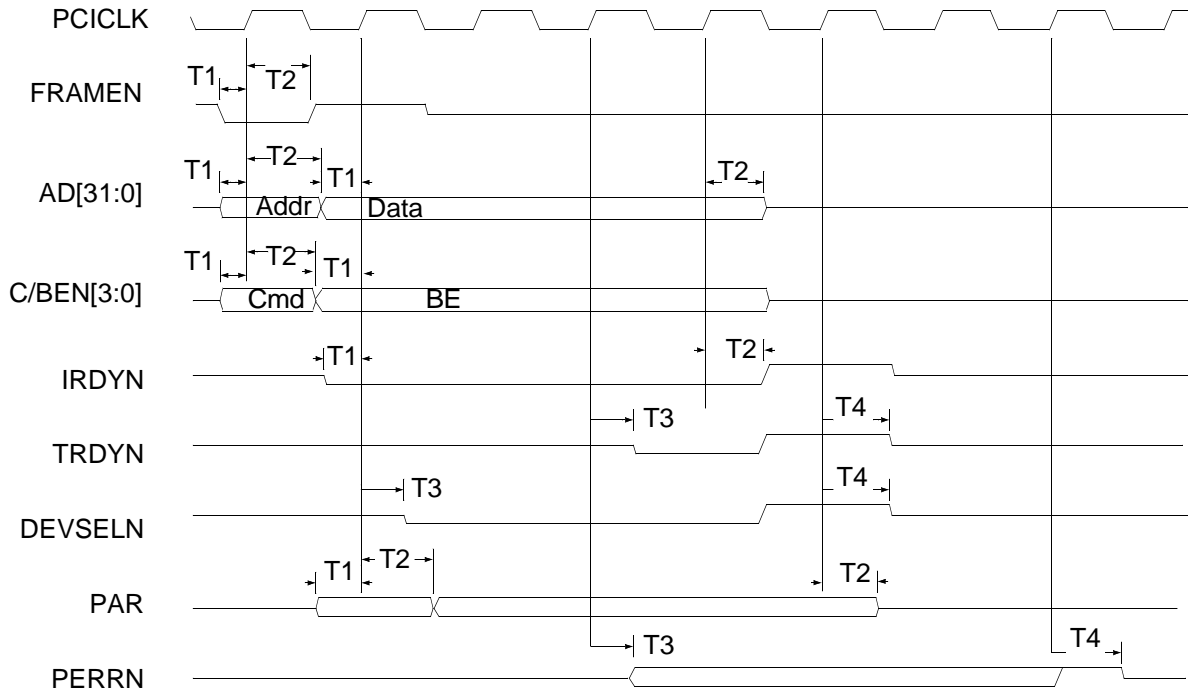 PCICLK
T1 T2
FRAMEN
T1 T2 T1 T2
AD[31:0]
Addr Data
T1 T2 T1
C/BEN[3:0]
Cmd BE
T1 T2
IRDYN
T3 T4
TRDYN
T3 T4
DEVSELN
T1 T2 T2
PAR
T3 T4
PERRN